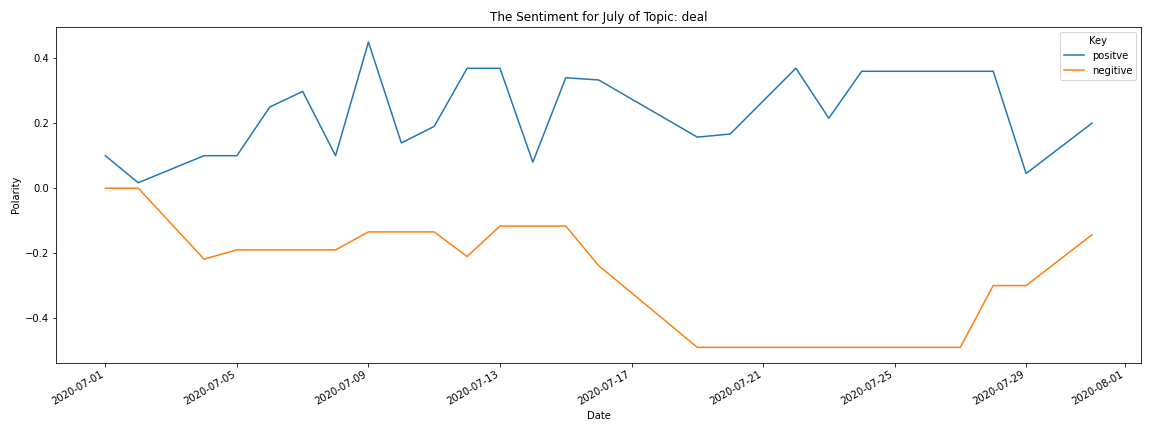 The Sentiment for July of Topic: deal
Key
positve
negitive
0.4
0.2
0.0
−0.2
−0.4
Polarity
2020-07-01
2020-07-05
2020-07-09
2020-07-13
2020-07-17
2020-07-21
2020-07-25
2020-07-29
2020-08-01
Date